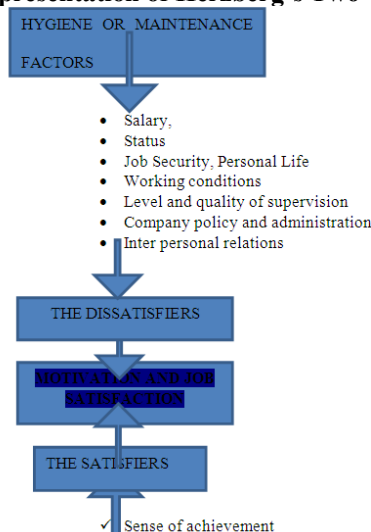 presentation of Herzberg's Two
HYGIENE OR MAINTENANCE
FACTORS
• Salary,
• Status
• Job Security, Personal Life
• Working conditions
• Level and quality of supervision
• Company policy and administration
• Inter personal relations
THE DISSATISFIERS
MOTIVATION AND JOB
SATISFACTION
THE SATISFIERS
✓ Sense of achievement